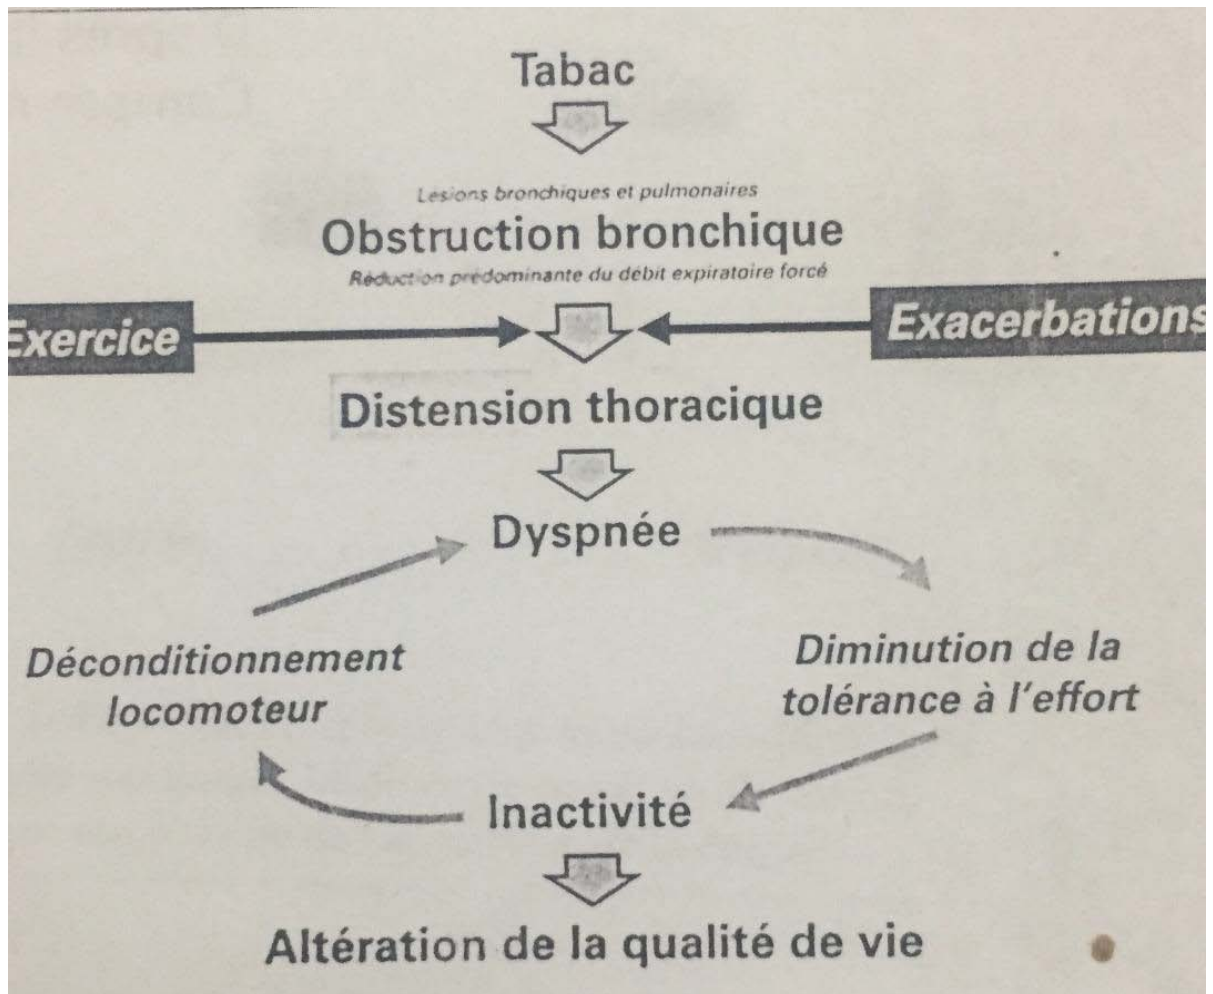 Tabac
Lésions bronchiques et pulmonaires
Obstruction bronchique
Réduction prédominante du débit expiratoire forcé
Exercice
Exacerbations
Distension thoracique
Dyspnée
Déconditionnement
locomoteur
Diminution de la
tolérance à l'effort
Inactivité
Altération de la qualité de vie